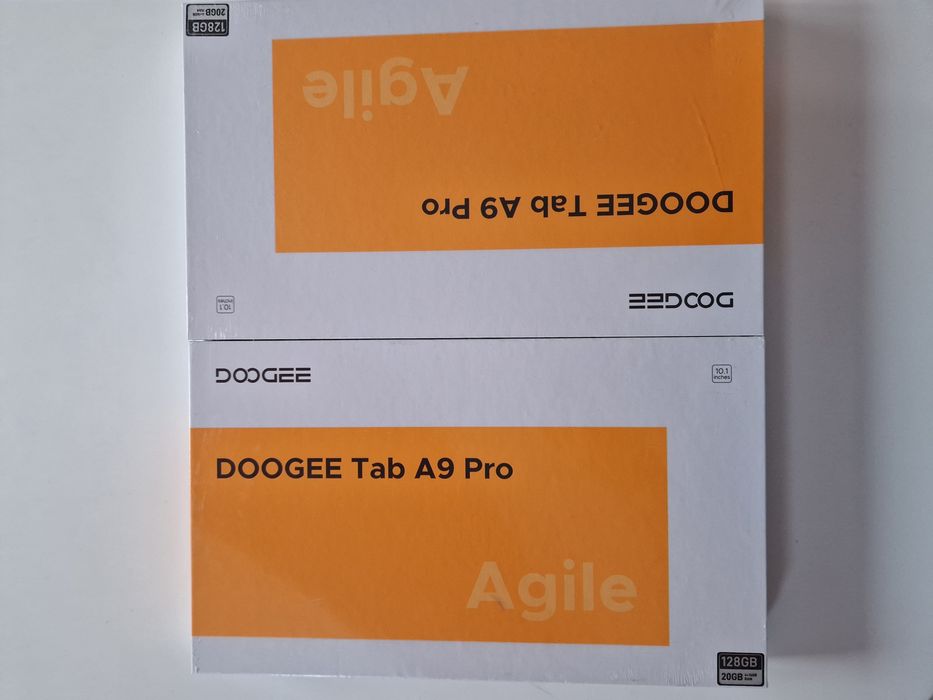 128GB
20GB
Agile
DOOGEE Tab A9 Pro
DOOGEE
10.1
inches
DOOGEE
10.1
inches
DOOGEE Tab A9 Pro
Agile
128GB
20GB